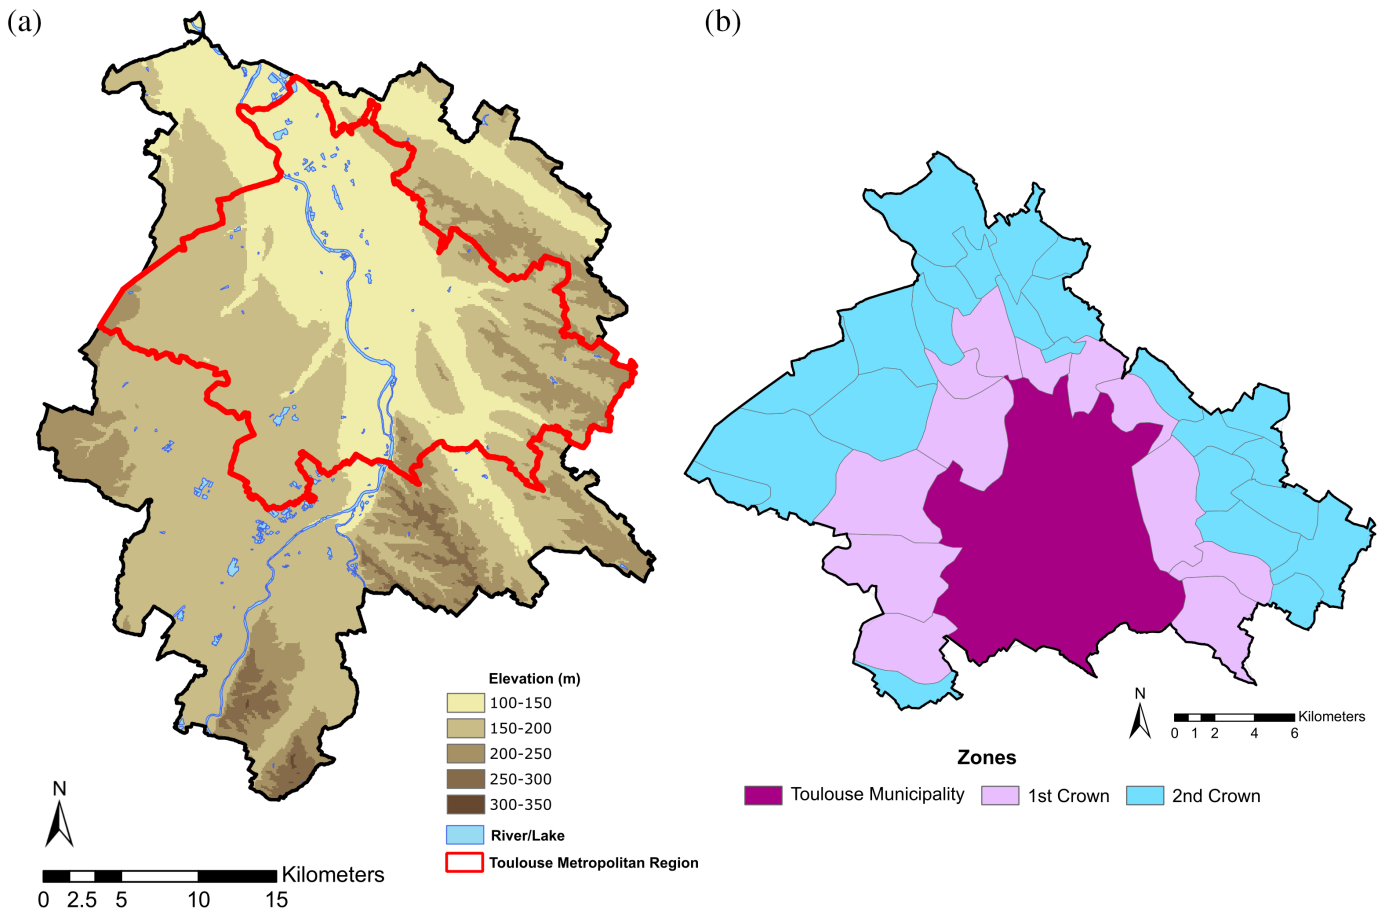 (a)
Elevation (m)
100-150
150-200
200-250
250-300
300-350
River/Lake
Toulouse Metropolitan Region
N
Kilometers
0 2.5 5 10 15
(b)
N
Kilometers
0 1 2 4 6
Zones
Toulouse Municipality 1st Crown 2nd Crown